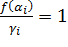 f(αᵢ)/γᵢ = 1